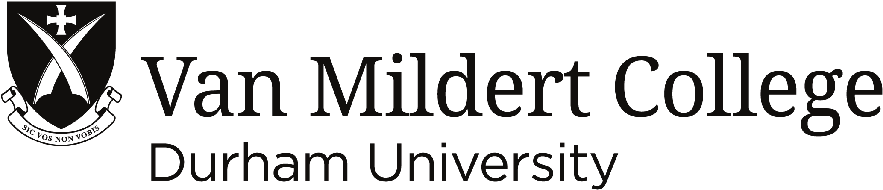 Van Mildert College
SIC VOS NON VOBIS
Durham University